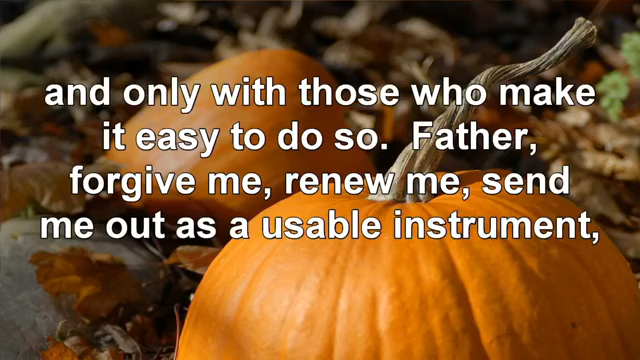 and only with those who make
it easy to do so.  Father,
forgive me, renew me, send
me out as a usable instrument,